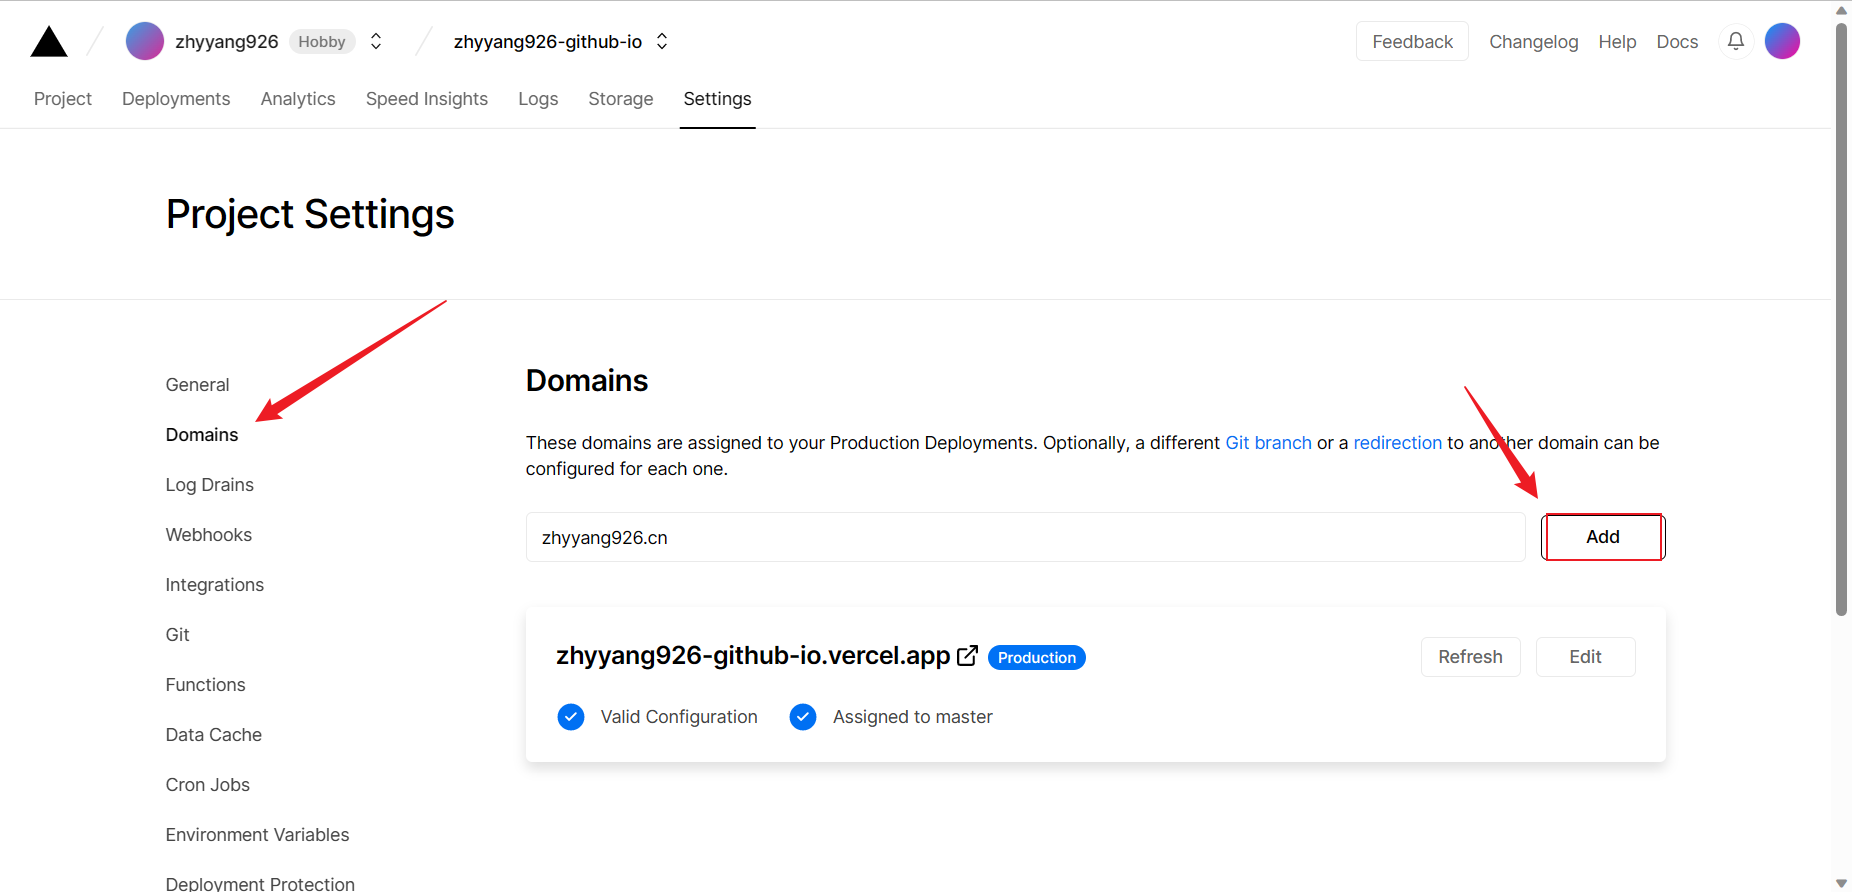 zhyyang926 Hobby zhyyang926-github-io Feedback Changelog Help Docs
Project Deployments Analytics Speed Insights Logs Storage Settings
Project Settings
General
Domains
Log Drains
Webhooks
Integrations
Git
Functions
Data Cache
Cron Jobs
Environment Variables
Deployment Protection
Domains
These domains are assigned to your Production Deployments. Optionally, a different Git branch or a redirection to another domain can be
configured for each one.
zhyyang926.cn Add
zhyyang926-github-io.vercel.app Production Refresh Edit
Valid Configuration Assigned to master